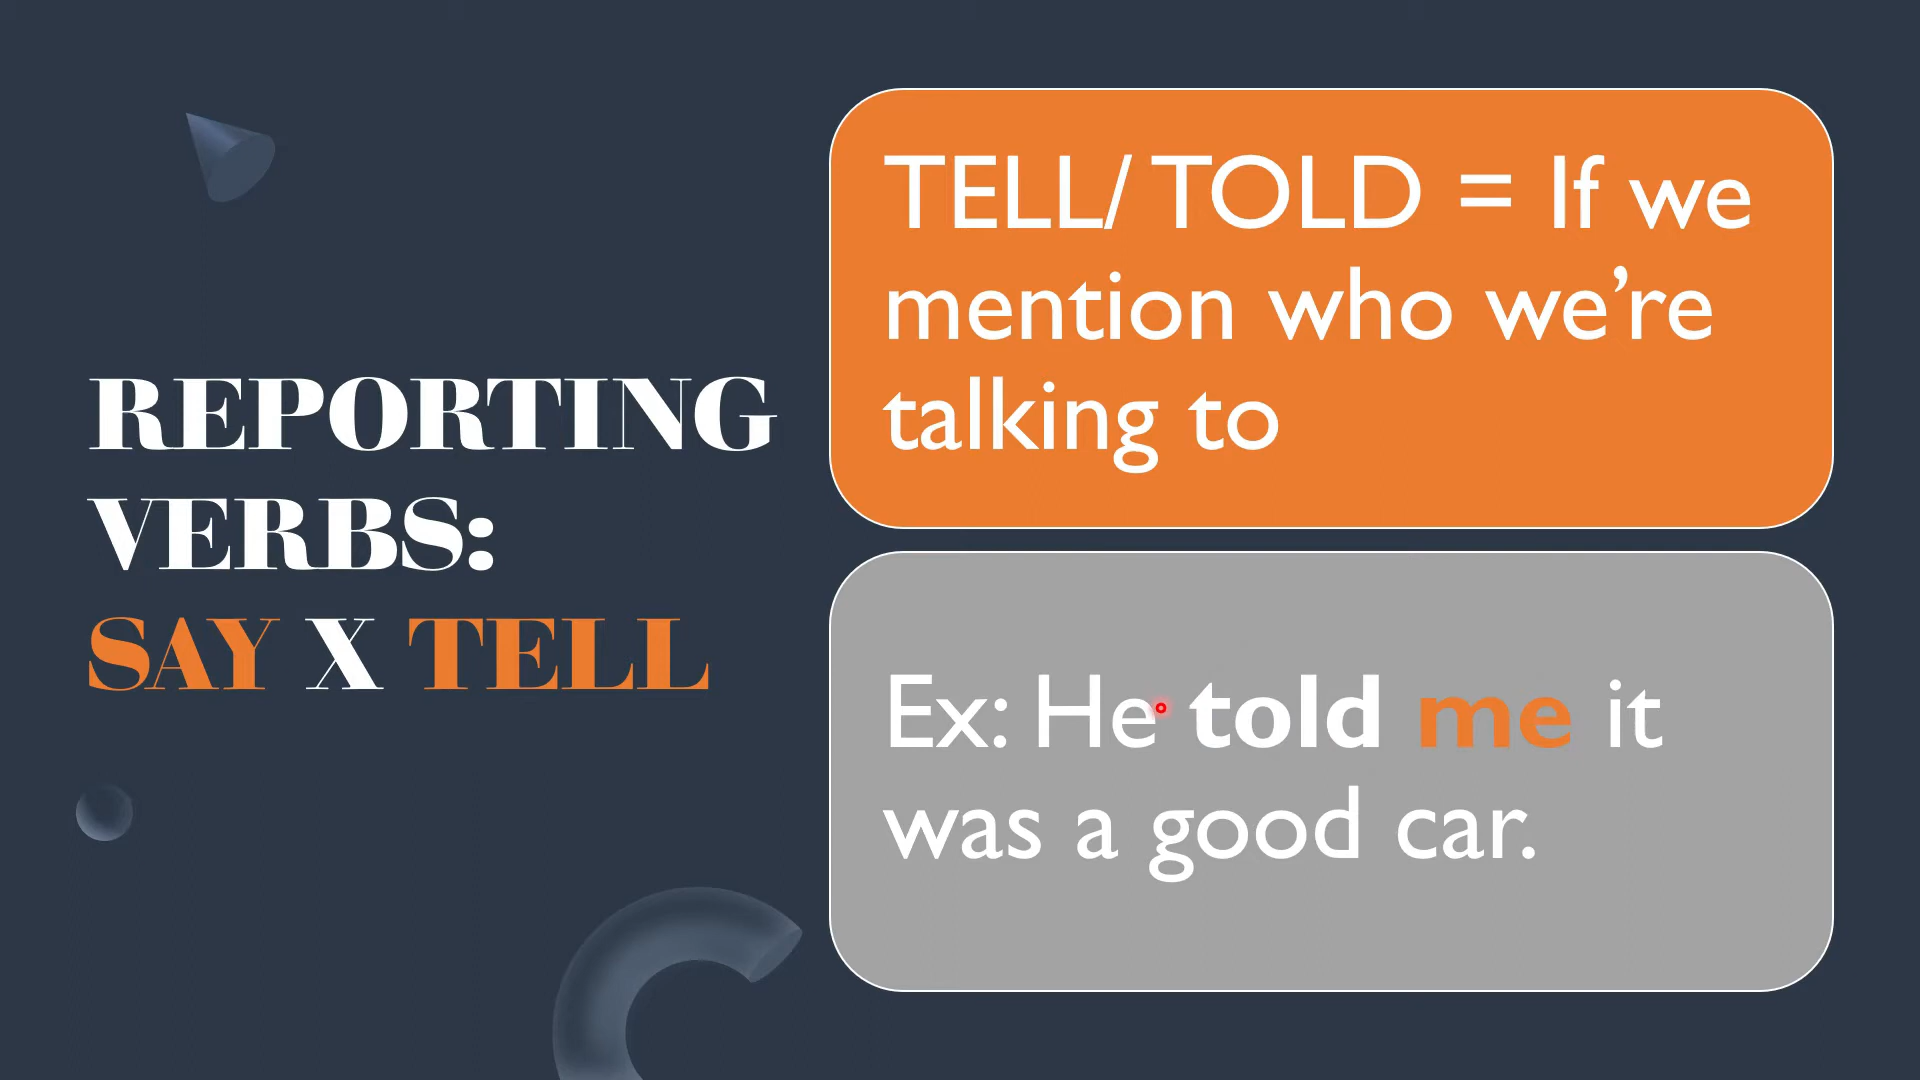 REPORTING
VERBS:
SAY X TELL
TELL/ TOLD = If we
mention who we’re
talking to
Ex: He told me it
was a good car.